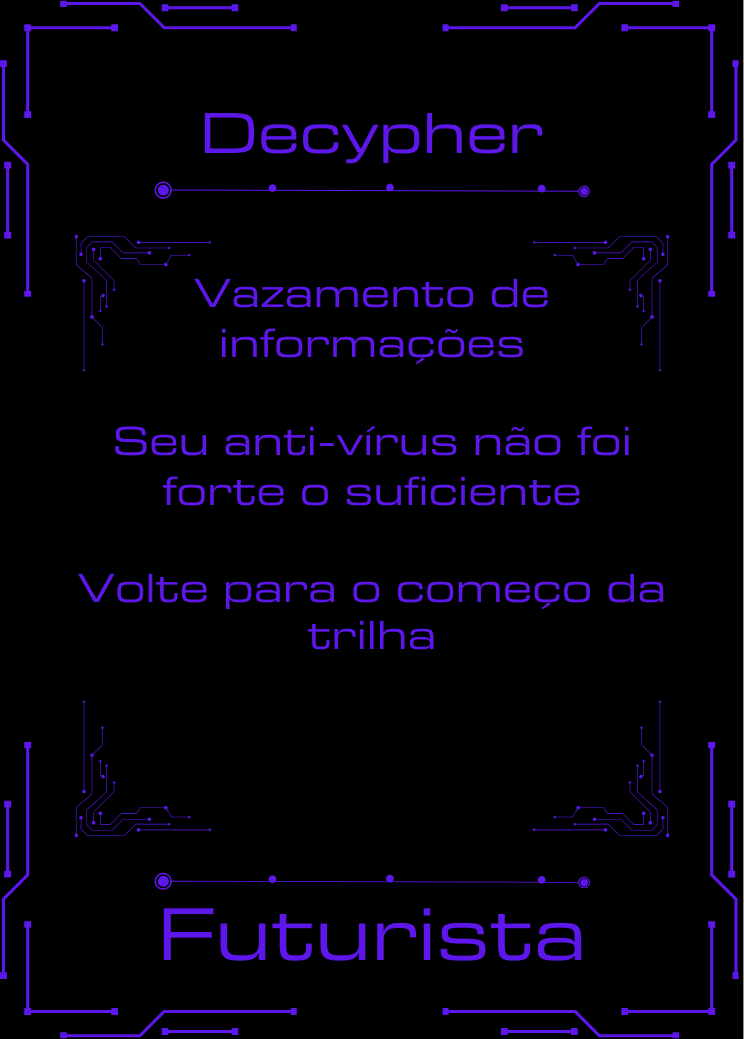 Decypher
Vazamento de
informações
Seu anti-vírus não foi
forte o suficiente
Volte para o começo da
trilha
Futurista